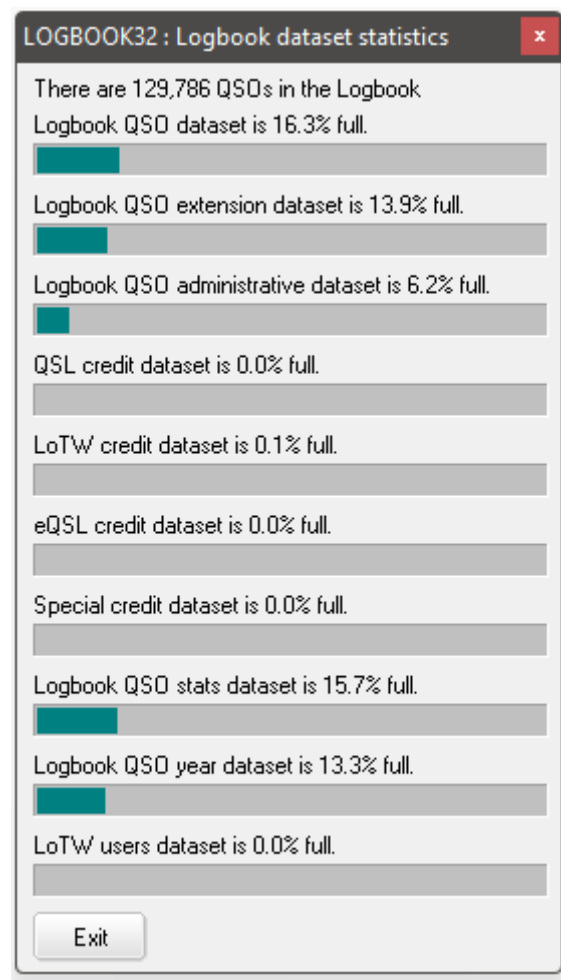 LOGBOOK32 : Logbook dataset statistics
x
There are 129,786 QSOs in the Logbook
Logbook QSO dataset is 16.3% full.
Logbook QSO extension dataset is 13.9% full.
Logbook QSO administrative dataset is 6.2% full.
QSL credit dataset is 0.0% full.
LoTW credit dataset is 0.1% full.
eQSL credit dataset is 0.0% full.
Special credit dataset is 0.0% full.
Logbook QSO stats dataset is 15.7% full.
Logbook QSO year dataset is 13.3% full.
LoTW users dataset is 0.0% full.
Exit